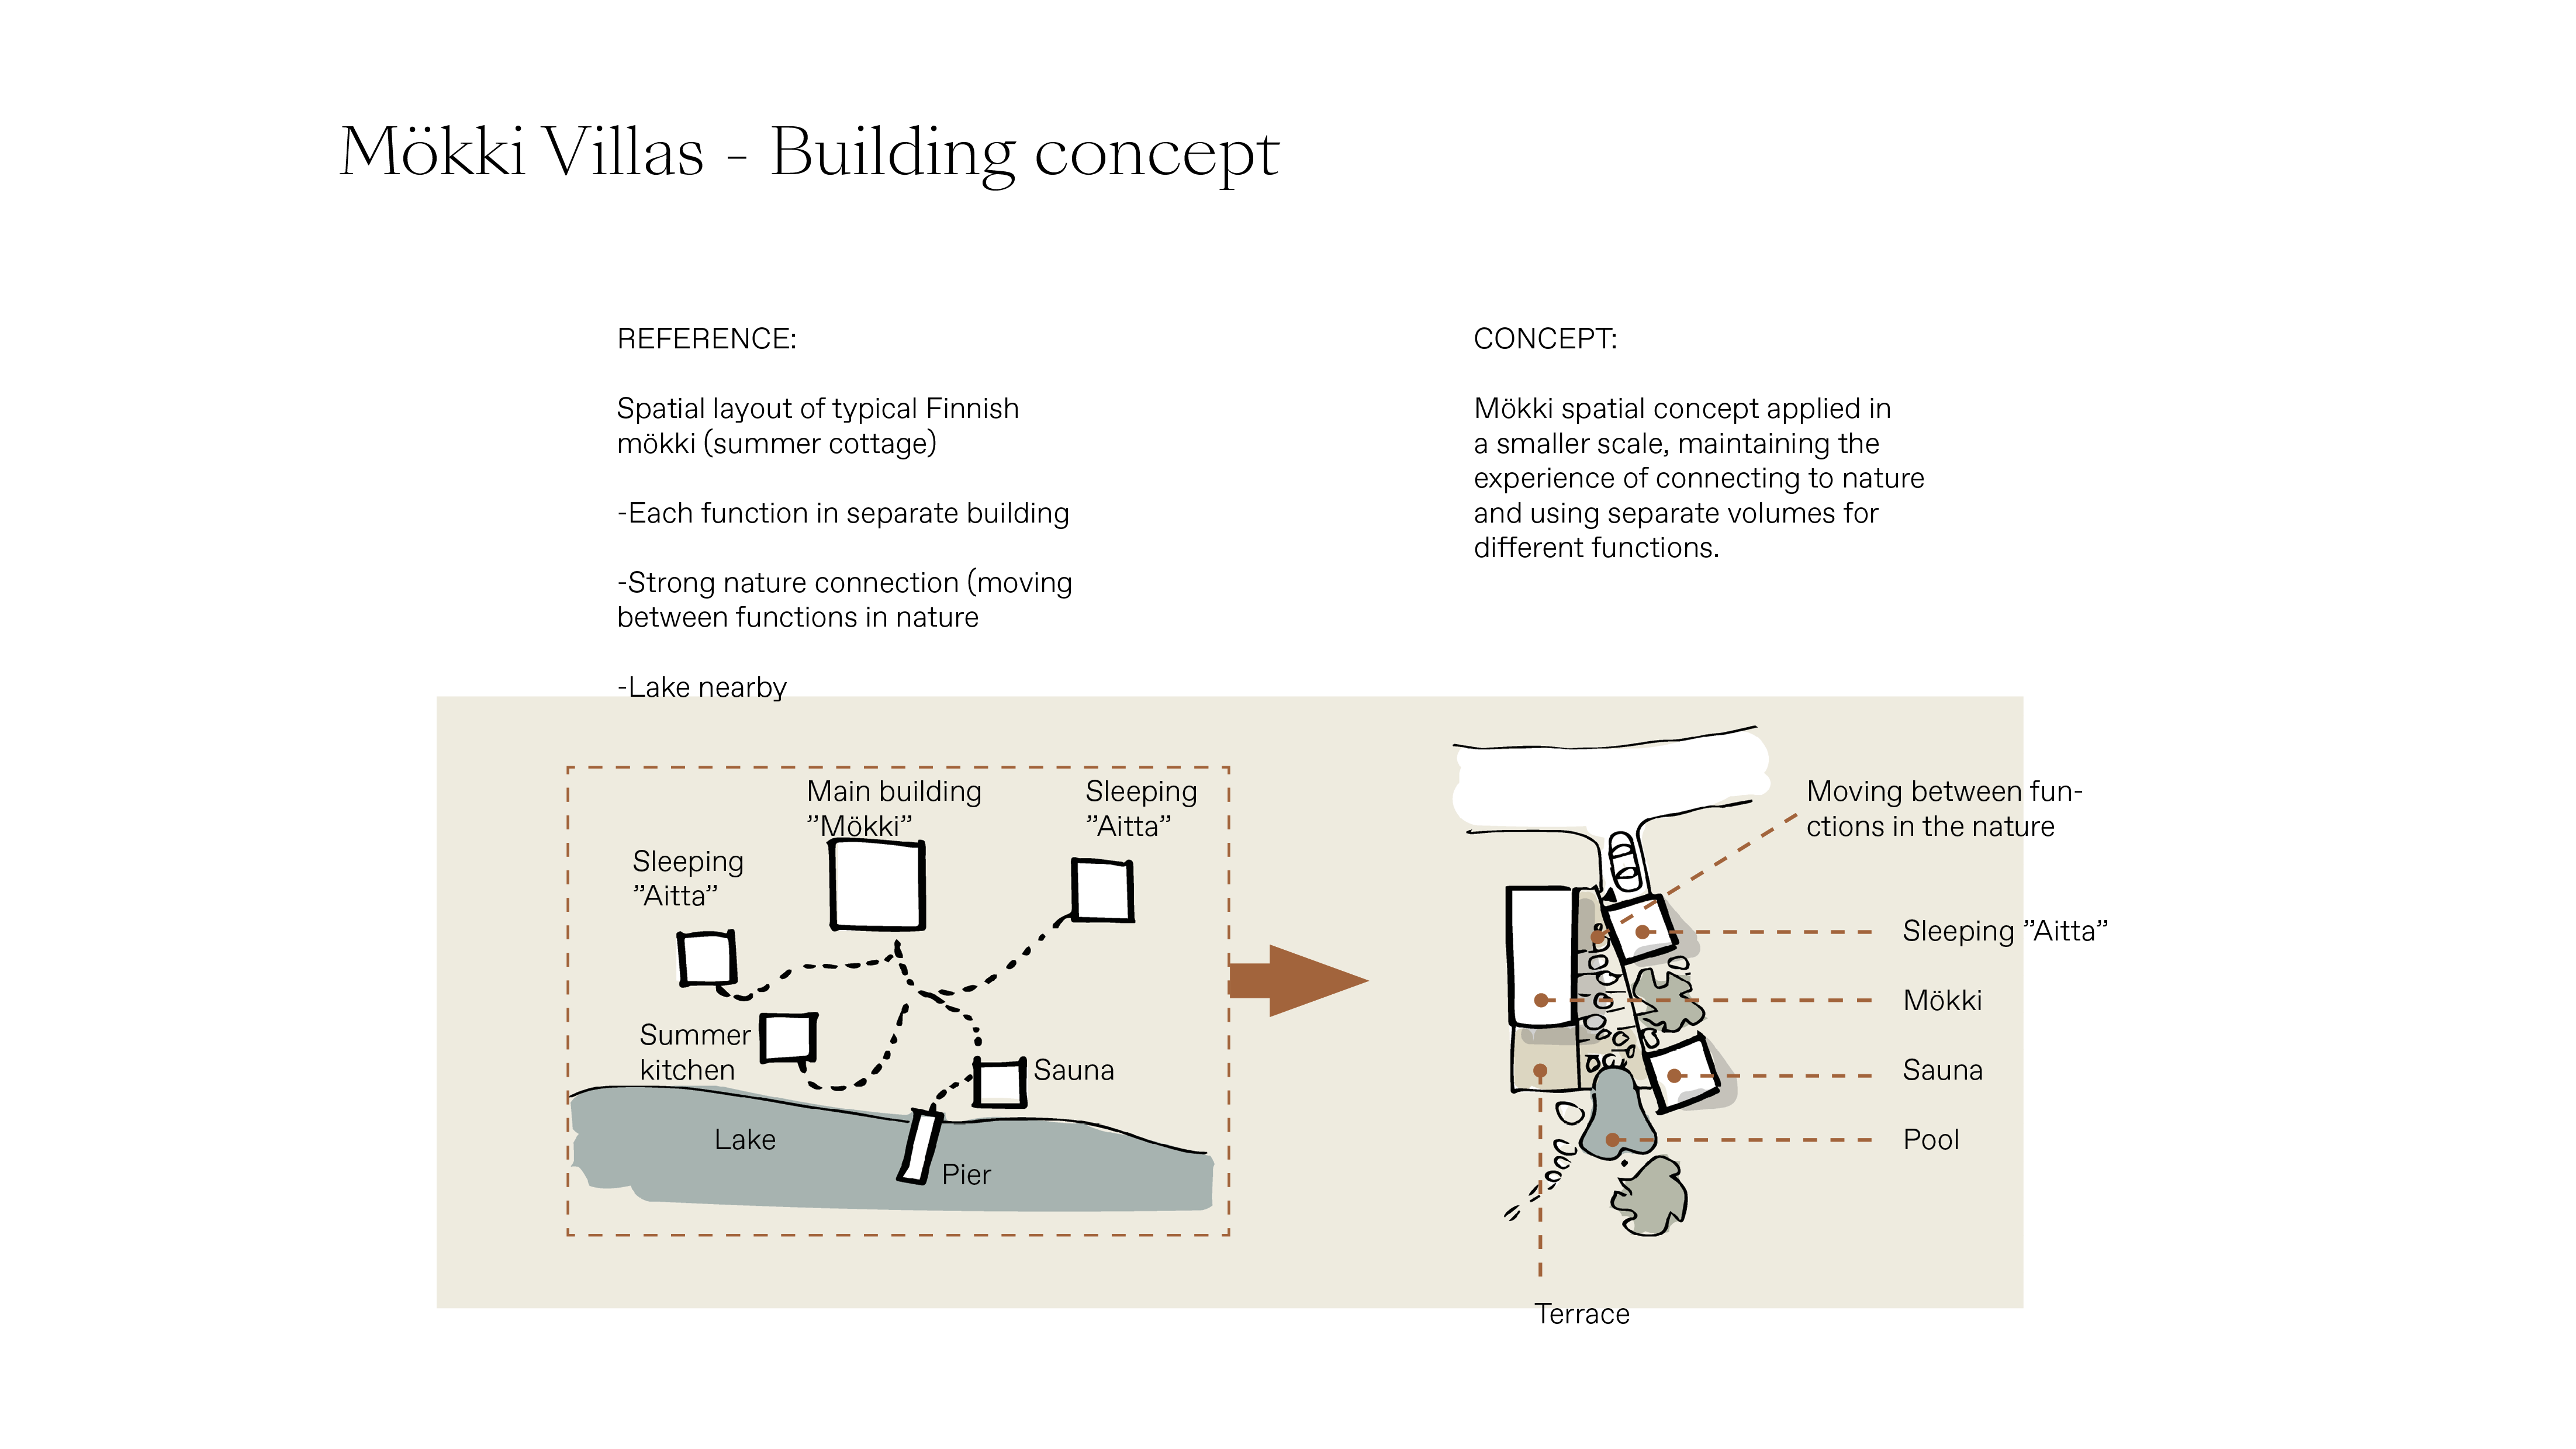 Mökki Villas - Building concept
REFERENCE:
Spatial layout of typical Finnish
mökki (summer cottage)
-Each function in separate building
-Strong nature connection (moving
between functions in nature
-Lake nearby
CONCEPT:
Mökki spatial concept applied in
a smaller scale, maintaining the
experience of connecting to nature
and using separate volumes for
different functions.
Main building
”Mökki”
Sleeping
”Aitta”
Sleeping
”Aitta”
Summer
kitchen
Sauna
Lake
Pier
Moving between fun-
ctions in the nature
Sleeping ”Aitta”
Mökki
Sauna
Pool
Terrace